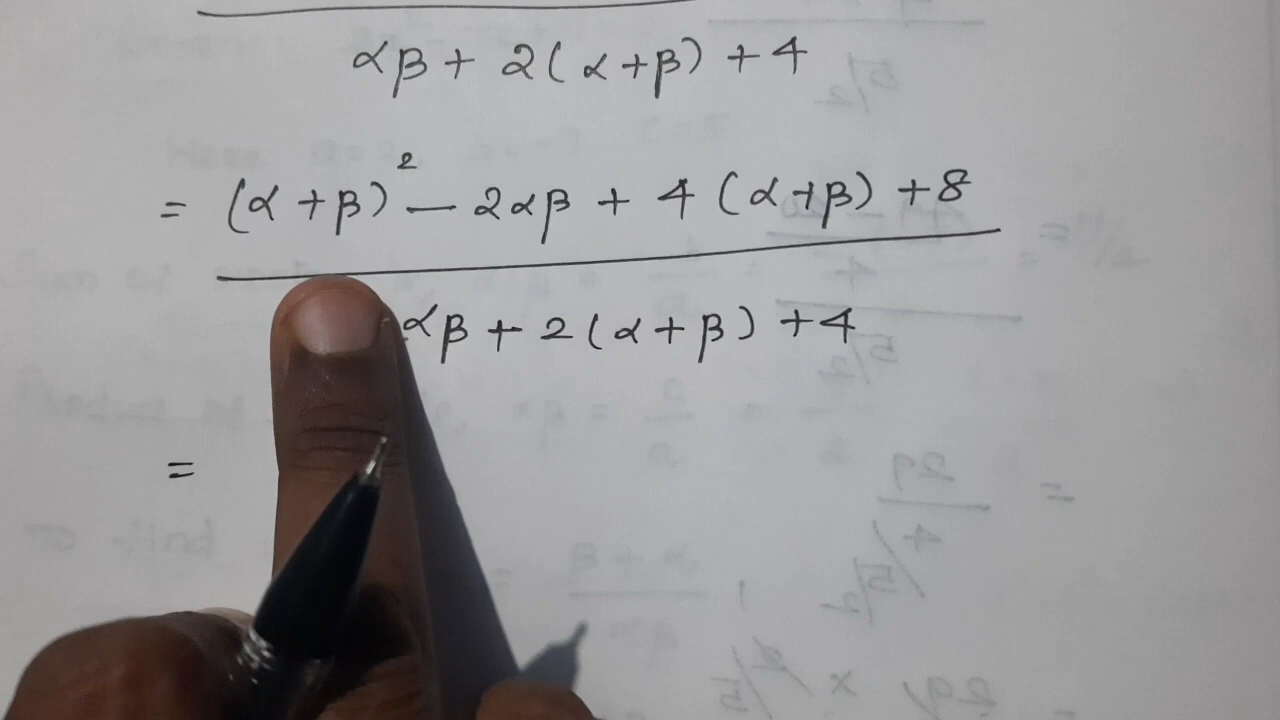 αβ + 2(α+β) + 4
= (α+β)² − 2αβ + 4(α+β) + 8
αβ + 2(α+β) + 4
=